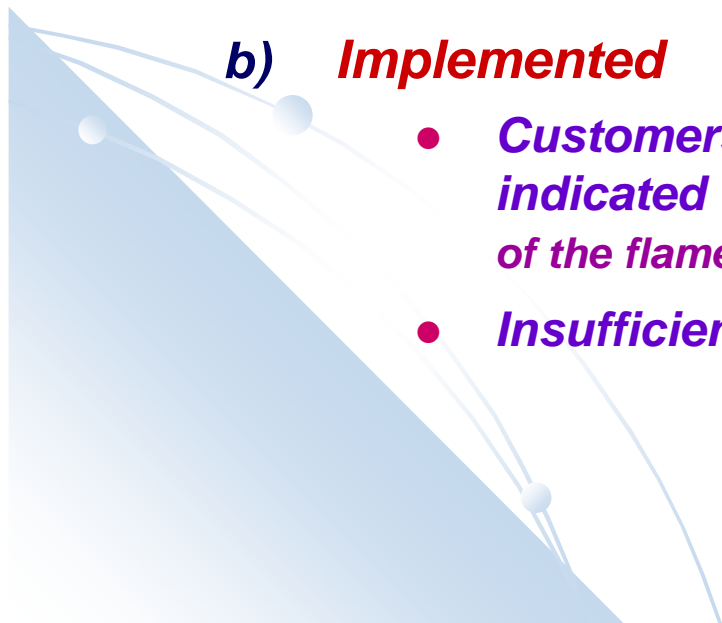 b) Implemented
● Customers
indicated
of the flame
● Insufficien